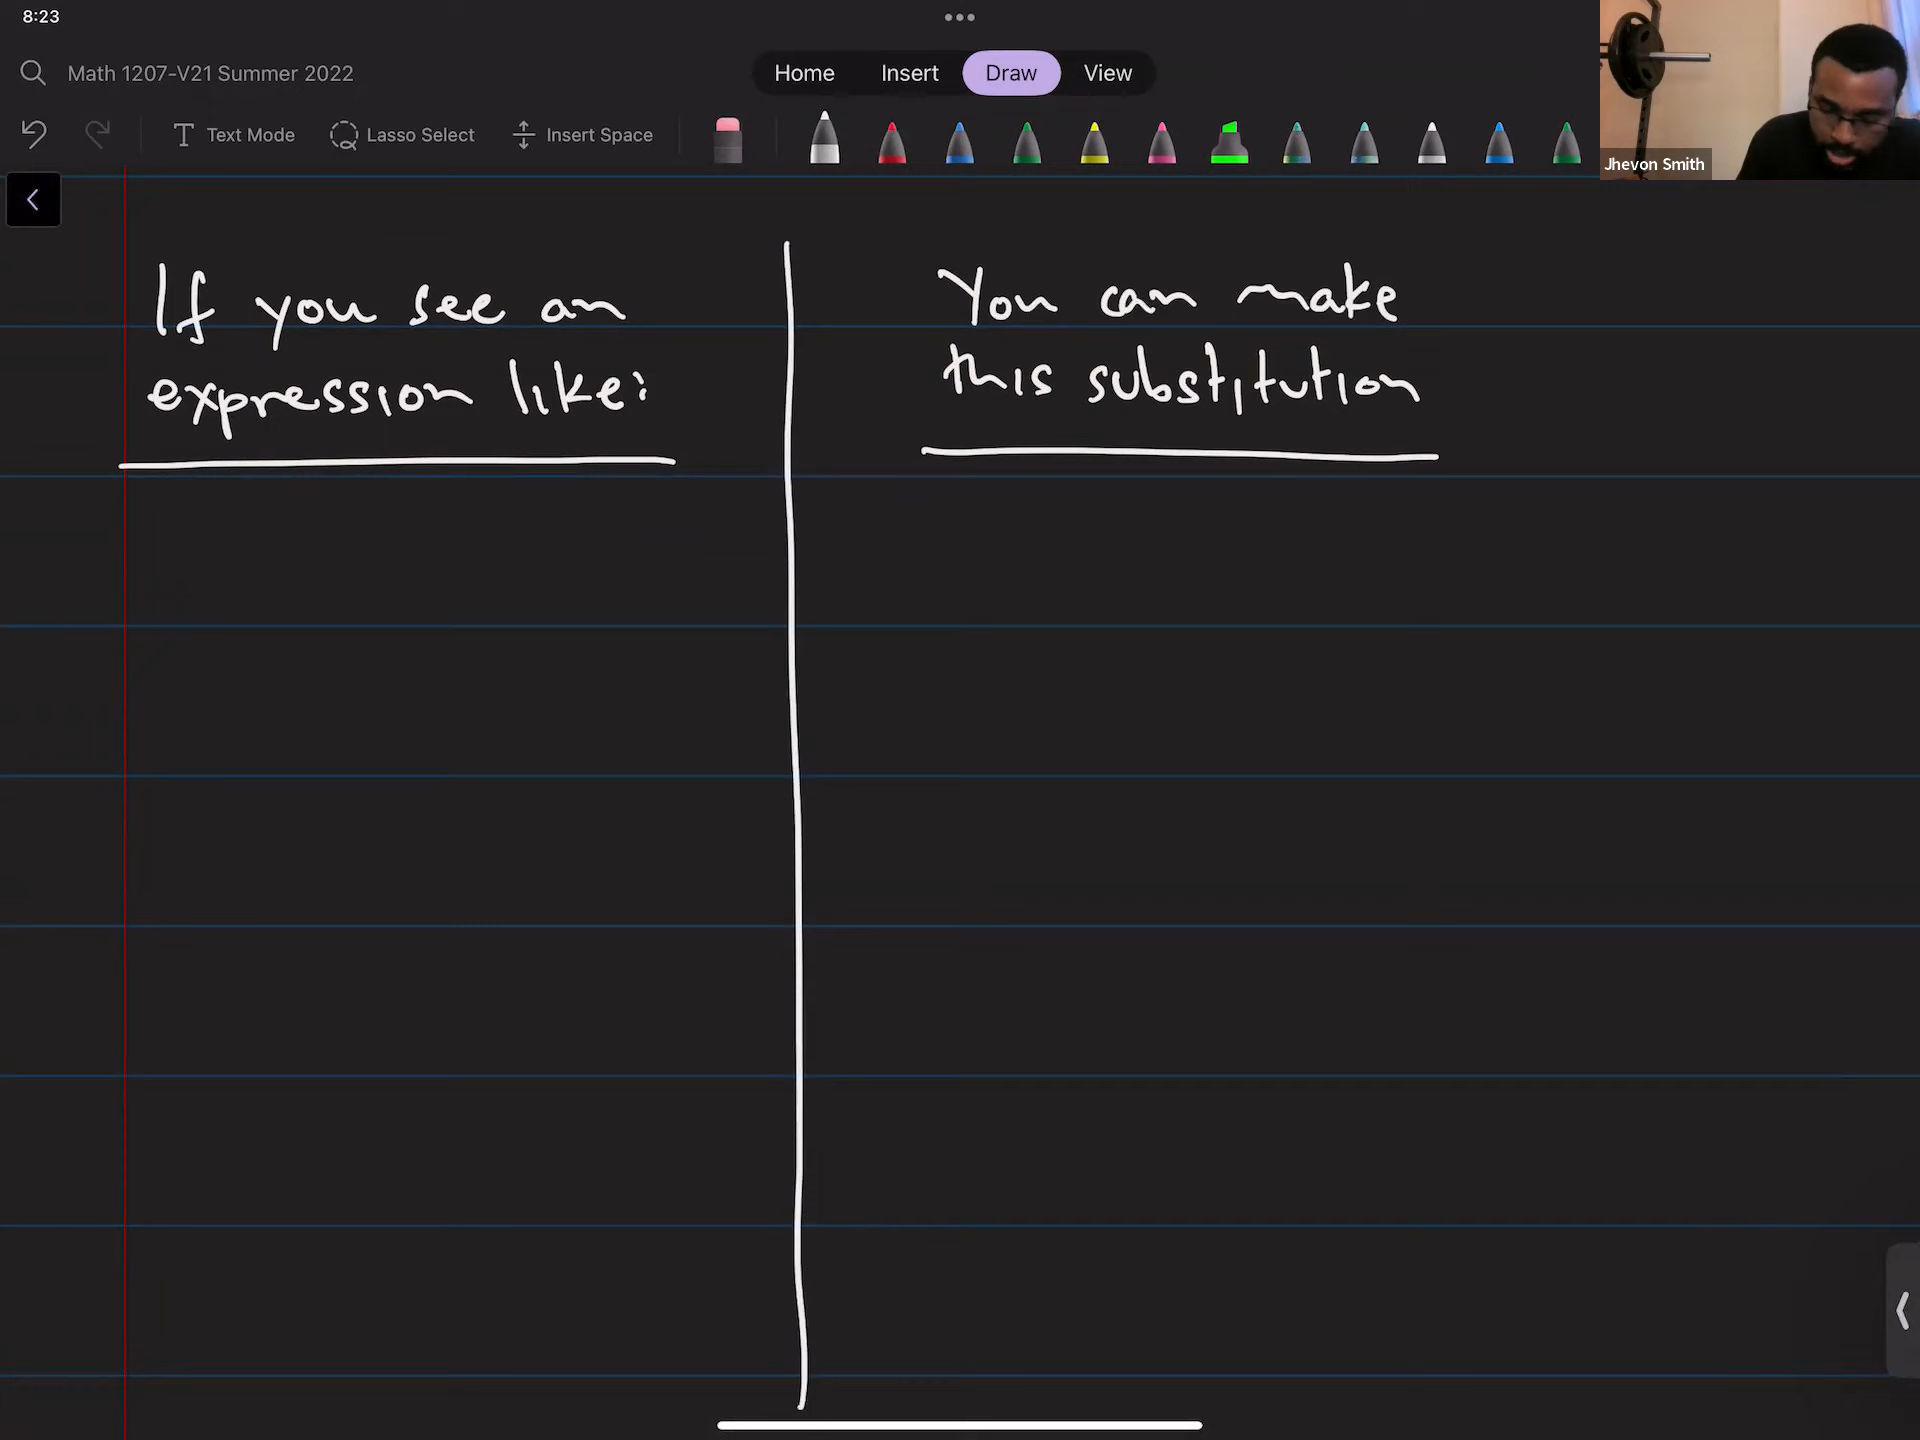 8:23
Math 1207-V21 Summer 2022
Home Insert Draw View
Text Mode Lasso Select Insert Space
Jhevon Smith
If you see an
expression like:
You can make
this substitution